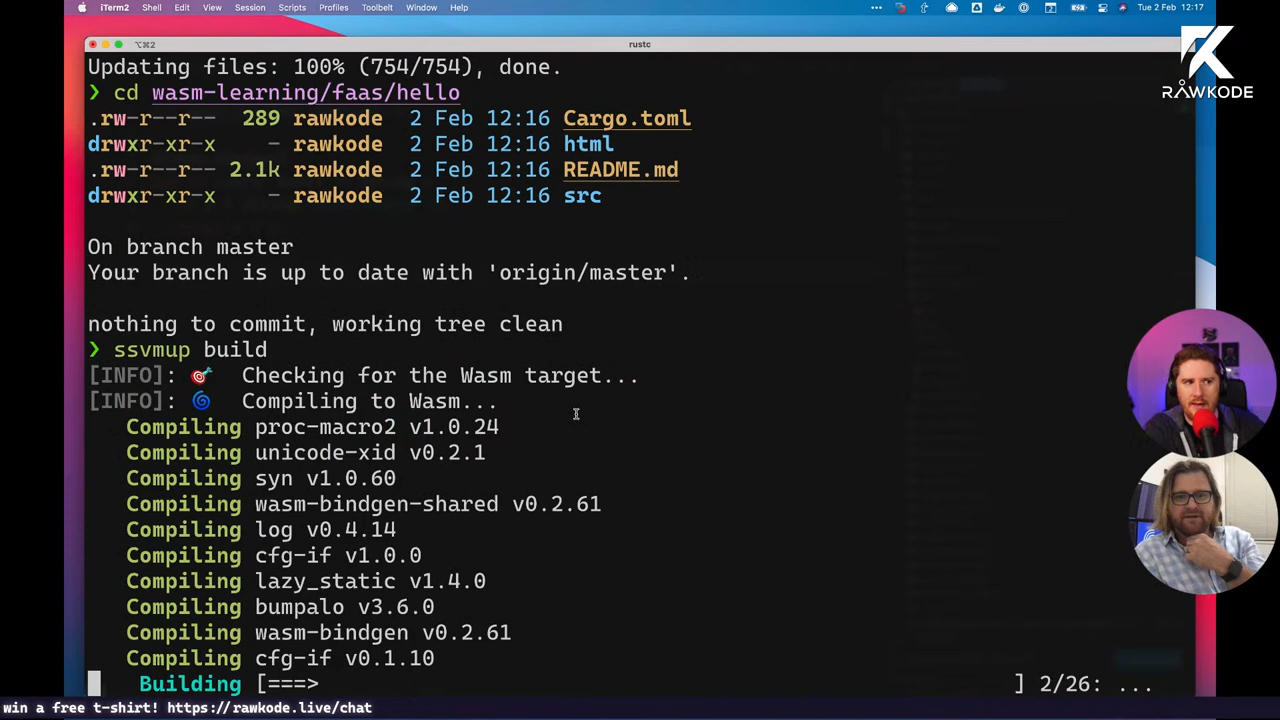 iTerm2 Shell Edit View Session Scripts Profiles Toolbelt Window Help ••• Tue 2 Feb 12:17
⌥⌘2 rustc
RAWKODE
Updating files: 100% (754/754), done.
❯ cd wasm-learning/faas/hello
.rw-r--r-- 289 rawkode 2 Feb 12:16 Cargo.toml
drwxr-xr-x - rawkode 2 Feb 12:16 html
.rw-r--r-- 2.1k rawkode 2 Feb 12:16 README.md
drwxr-xr-x - rawkode 2 Feb 12:16 src
On branch master
Your branch is up to date with 'origin/master'.
nothing to commit, working tree clean
❯ ssvmup build
[INFO]: 🎯 Checking for the Wasm target...
[INFO]: 🌀 Compiling to Wasm...
Compiling proc-macro2 v1.0.24
Compiling unicode-xid v0.2.1
Compiling syn v1.0.60
Compiling wasm-bindgen-shared v0.2.61
Compiling log v0.4.14
Compiling cfg-if v1.0.0
Compiling lazy_static v1.4.0
Compiling bumpalo v3.6.0
Compiling wasm-bindgen v0.2.61
Compiling cfg-if v0.1.10
Building [===> ] 2/26: ...
win a free t-shirt! https://rawkode.live/chat